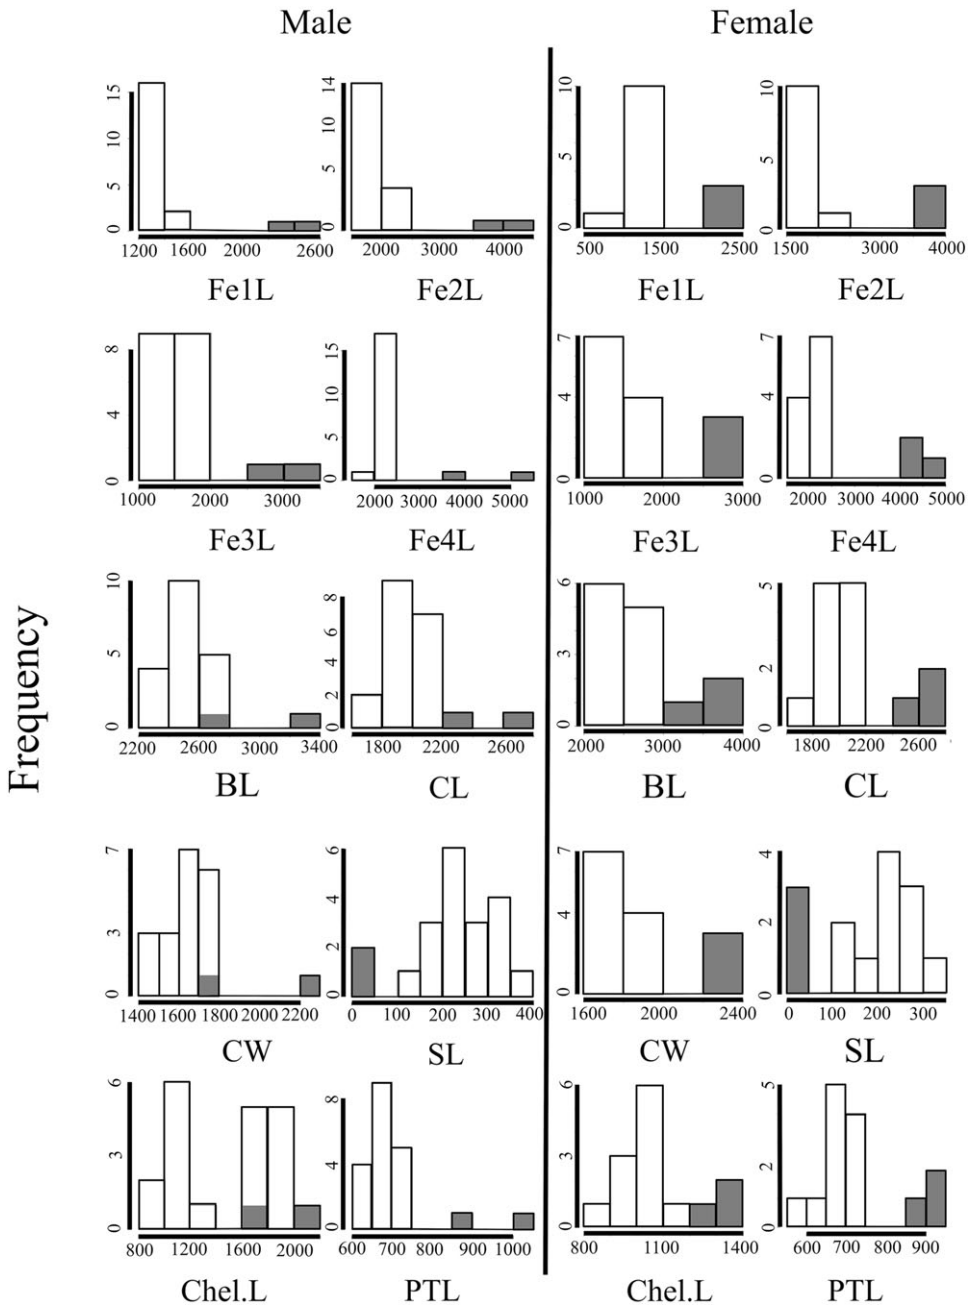 Male Female
15 14 10 10
10 10
5 5 5 5
0 0 0 0
1200 1600 2000 2600 2000 3000 4000 500 1500 2500 1500 3000 4000
Fe1L Fe2L Fe1L Fe2L
8 15 7 7
10
4 5 4 4
0 0 0 0
1000 2000 3000 2000 3000 4000 5000 1000 2000 3000 2000 3000 4000 5000
Fe3L Fe4L Fe3L Fe4L
Frequency
10 8 6 5
6
5 4 3 2
2
0 0 0 0
2200 2600 3000 3400 1800 2200 2600 2000 3000 4000 1800 2200 2600
BL CL BL CL
7 6 7 4
4
3 2 4 2
0 0 0 0
1400 1600 1800 2000 2200 0 100 200 300 400 1600 2000 2400 0 100 200 300
CW SL CW SL
6 8 6 5
3 4 3 2
0 0 0 0
800 1200 1600 2000 600 700 800 900 1000 800 1100 1400 600 700 800 900
Chel.L PTL Chel.L PTL